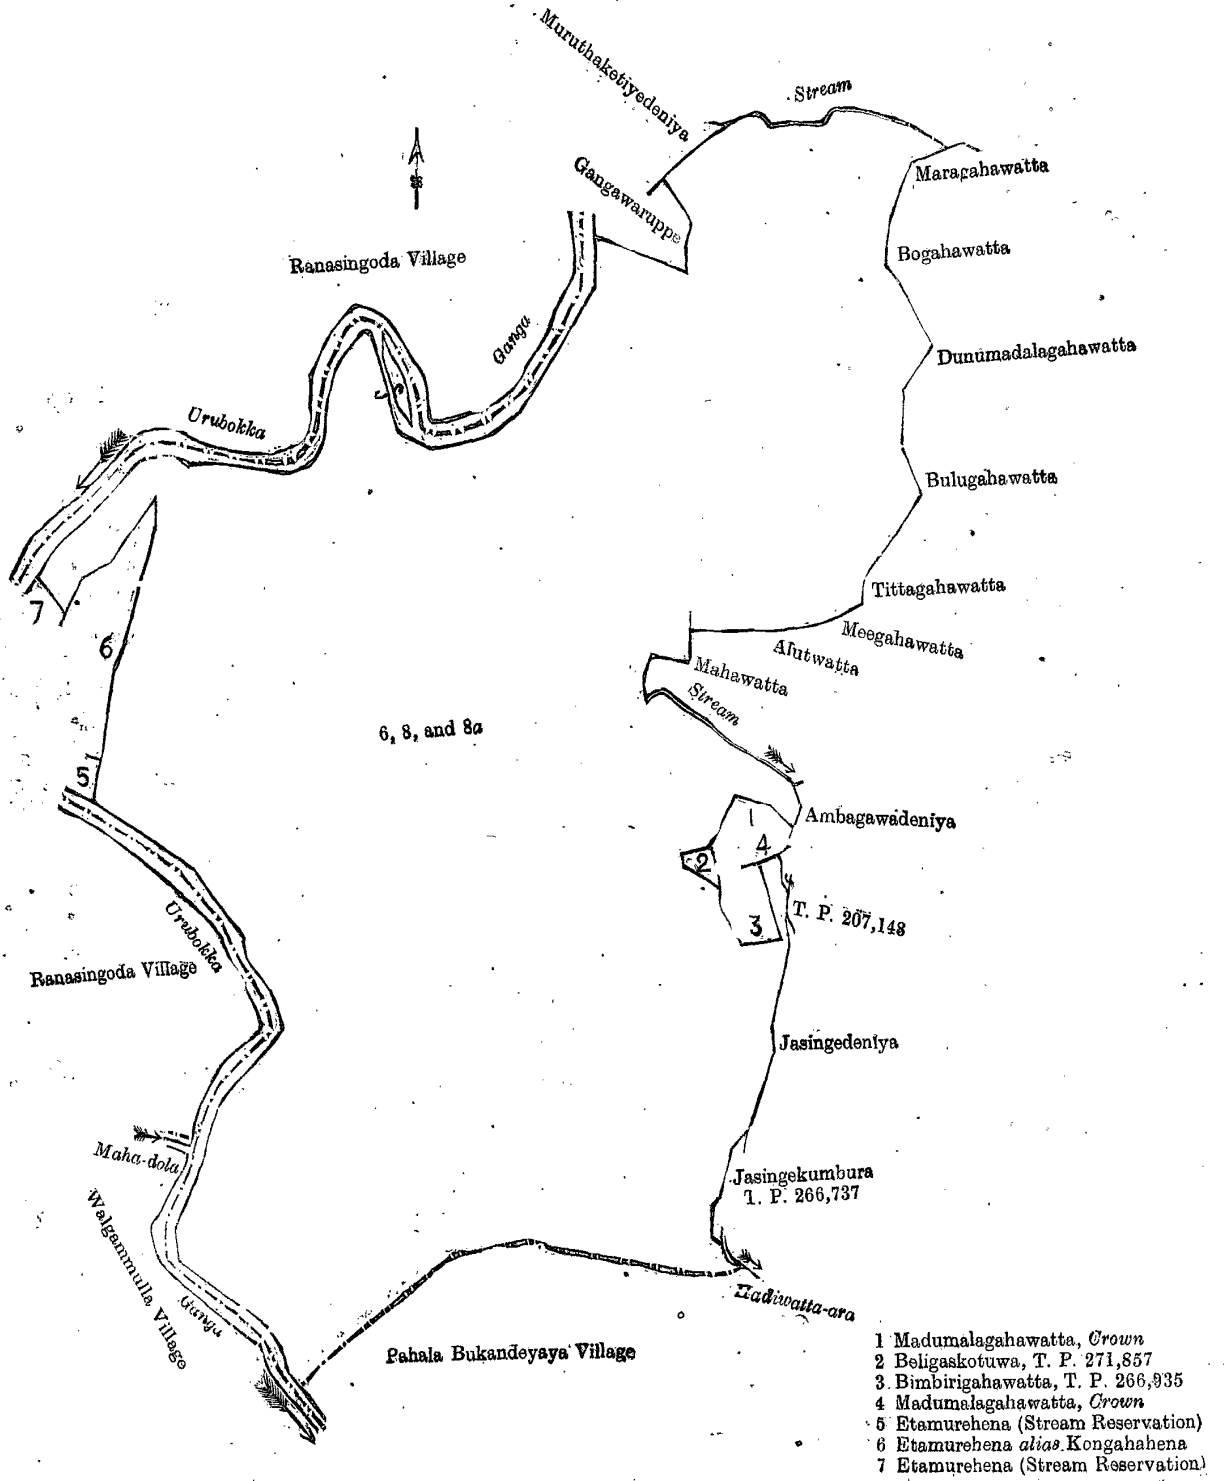 Muruthaketiyedeniya
Stream
Gangawaruppe
Maragahawatta
Ranasingoda Village
Bogahawatta
Ganga
Dunumadalagahawatta
Urubokka
Bulugahawatta
7
Tittagahawatta
6
Meegahawatta
Alutwatta
Mahawatta
Stream
6, 8, and 8a
5
1
Ambagawadeniya
4
2
3
T. P. 207,148
Urubokka
Ranasingoda Village
Jasingedeniya
Maha-dola
Jasingekumbura
T. P. 266,737
Walgammulla Village
Ganga
Hadiwatta-ara
Pahala Bukandeyaya Village
1 Madumalagahawatta, Crown
2 Beligaskotuwa, T. P. 271,857
3 Bimbirigahawatta, T. P. 266,935
4 Madumalagahawatta, Crown
5 Etamurehena (Stream Reservation)
6 Etamurehena alias Kongahahena
7 Etamurehena (Stream Reservation)